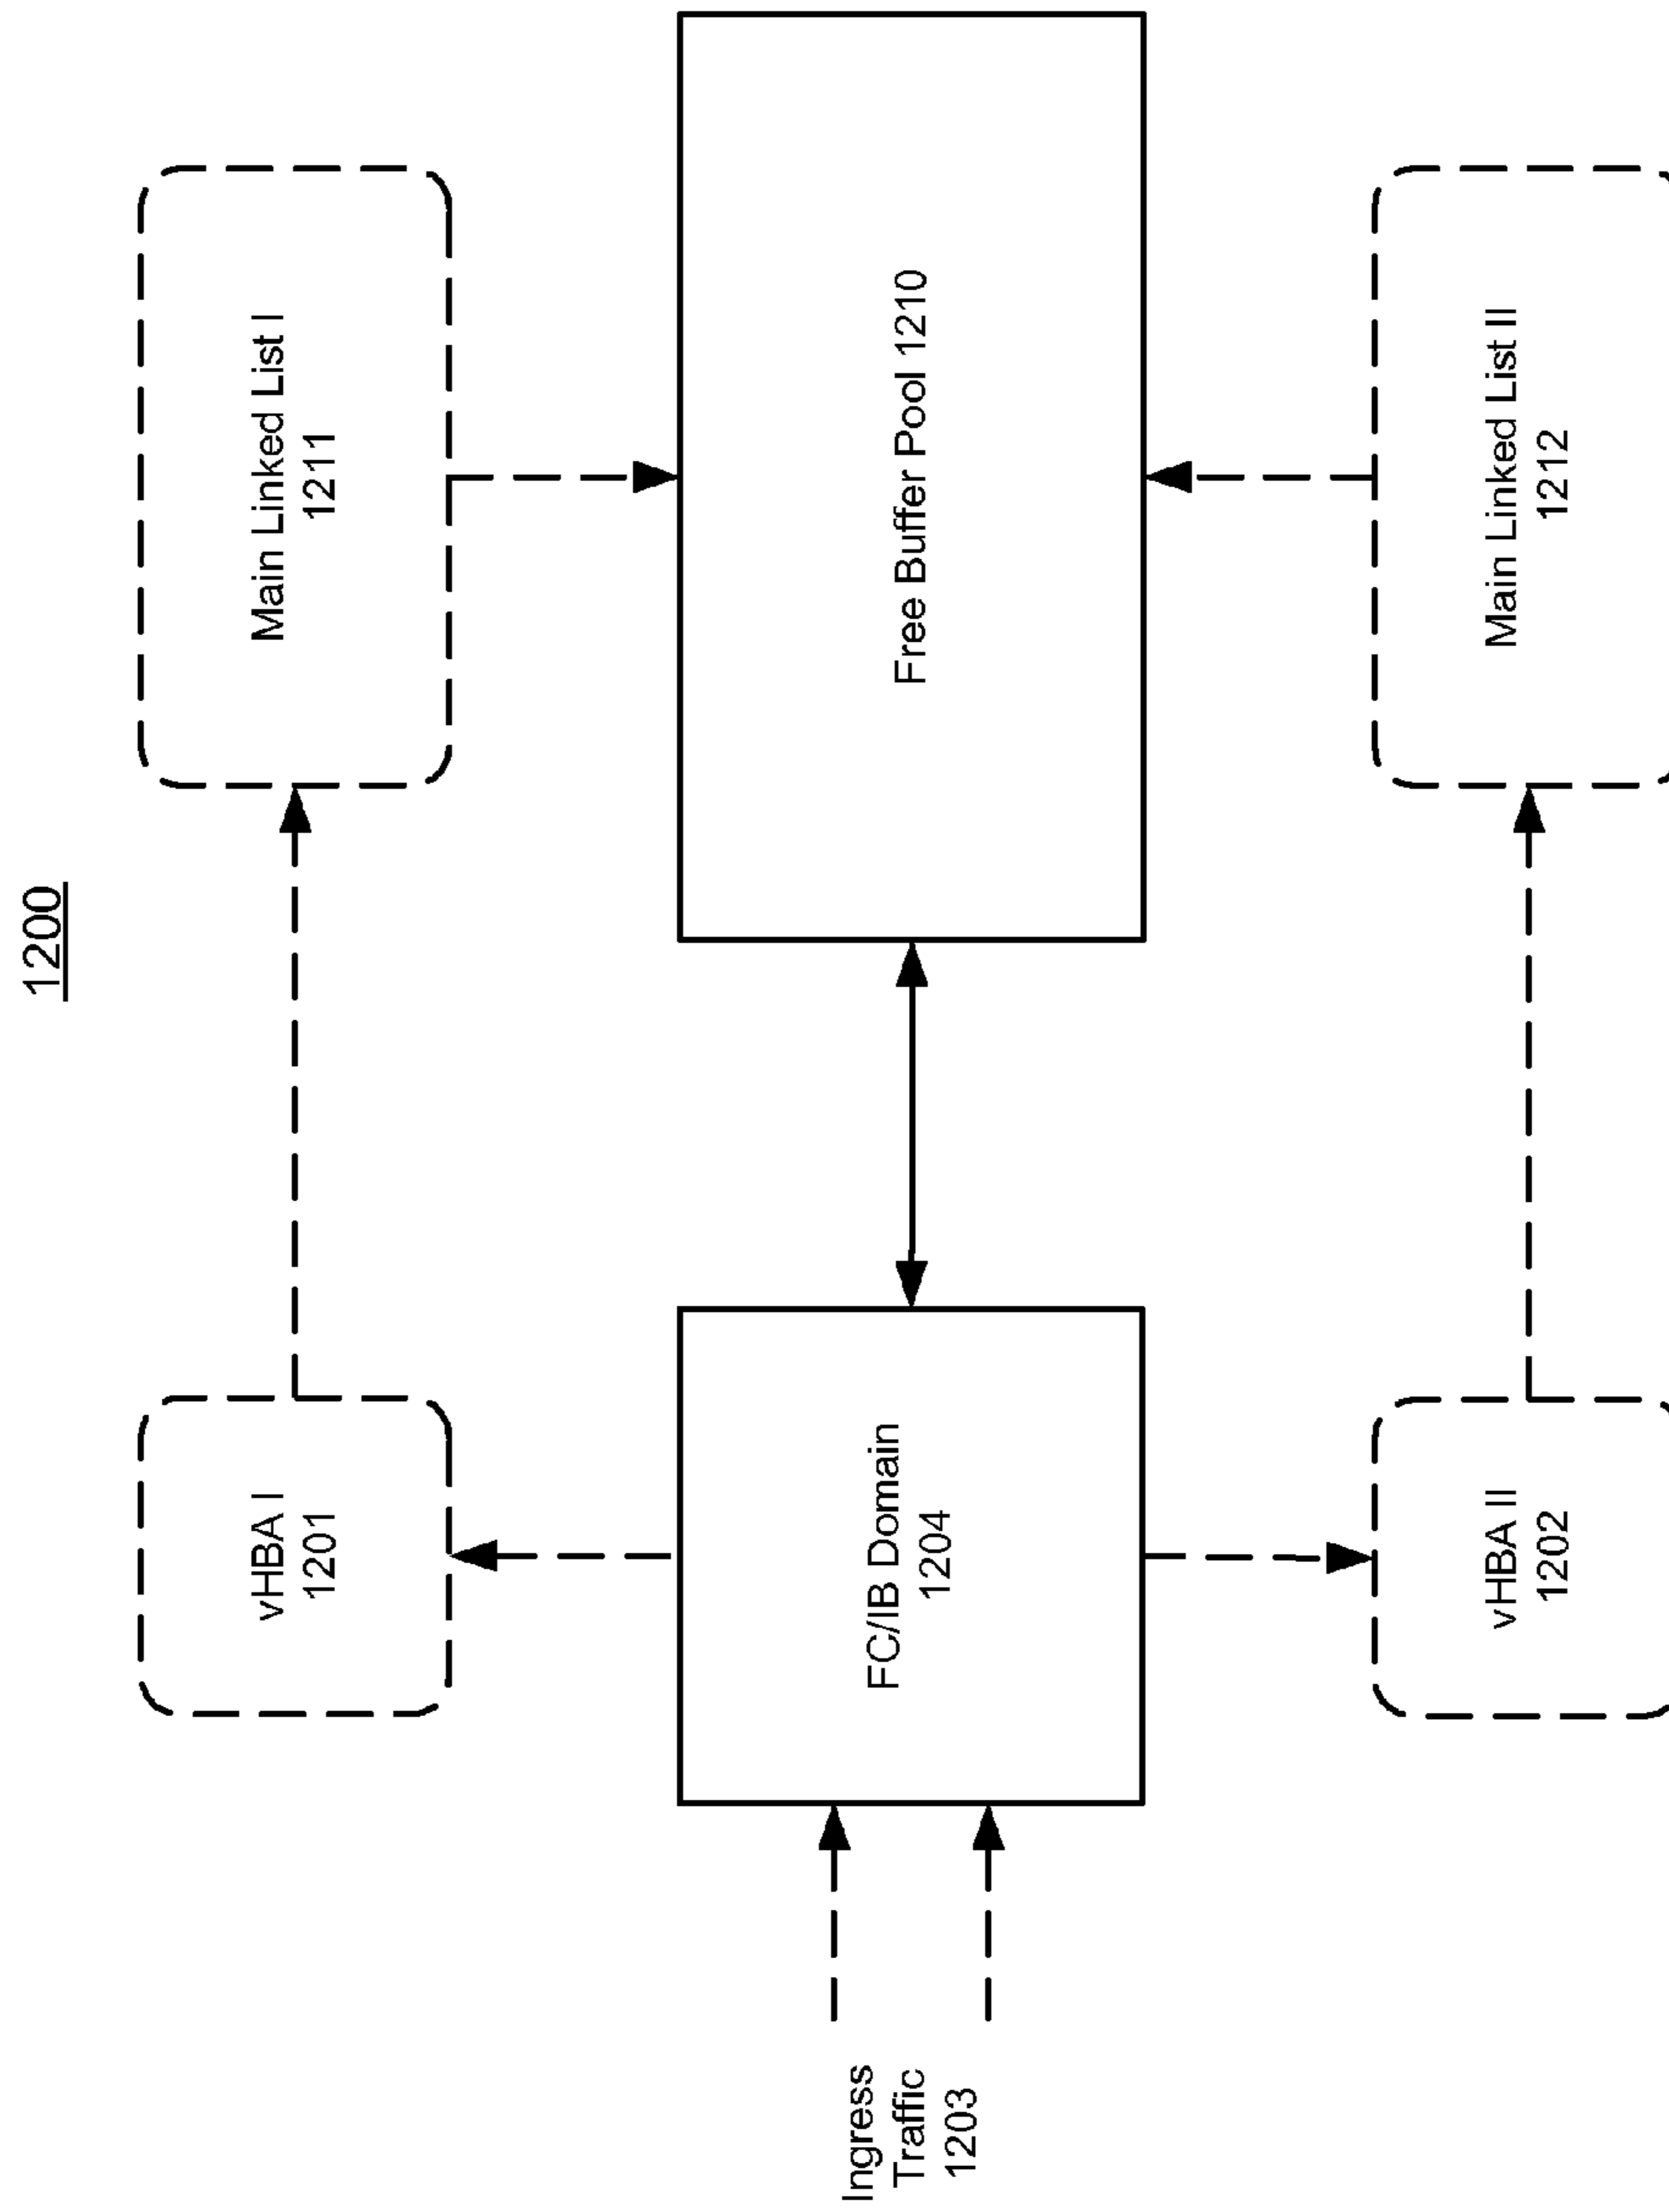 1200
vHBA I
1201
Main Linked List I
1211
Ingress
Traffic
1203
FC/IB Domain
1204
Free Buffer Pool 1210
vHBA II
1202
Main Linked List III
1212